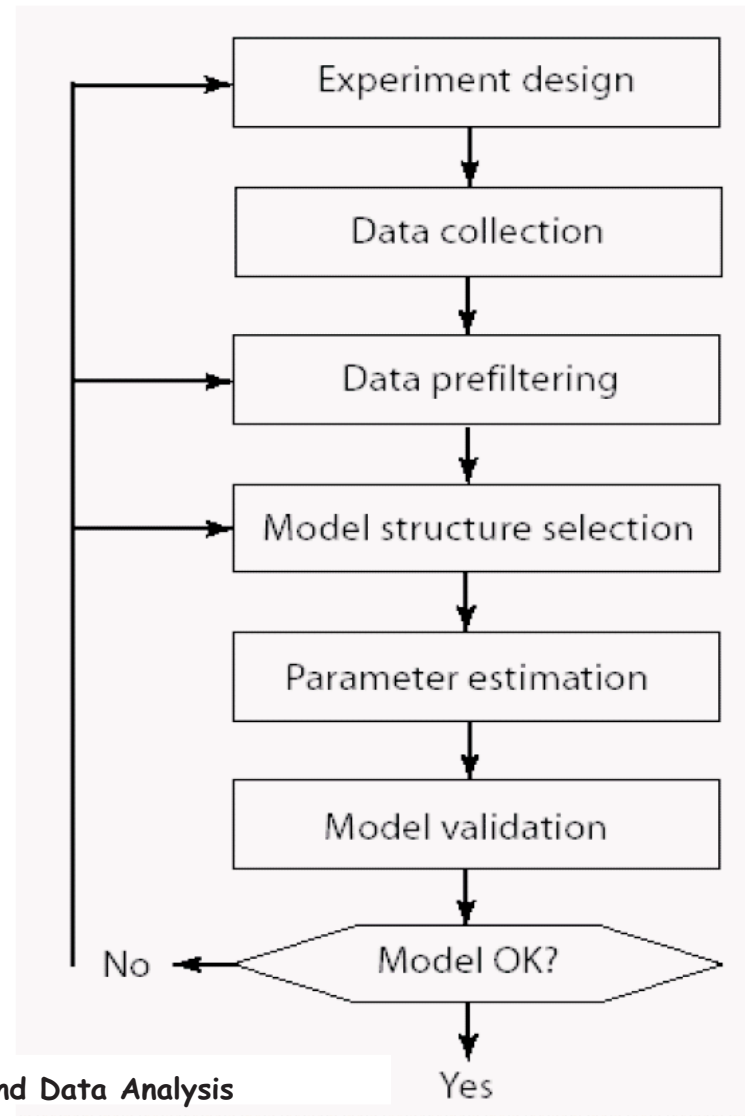 Experiment design
Data collection
Data prefiltering
Model structure selection
Parameter estimation
Model validation
Model OK?
No
Yes
Data Analysis